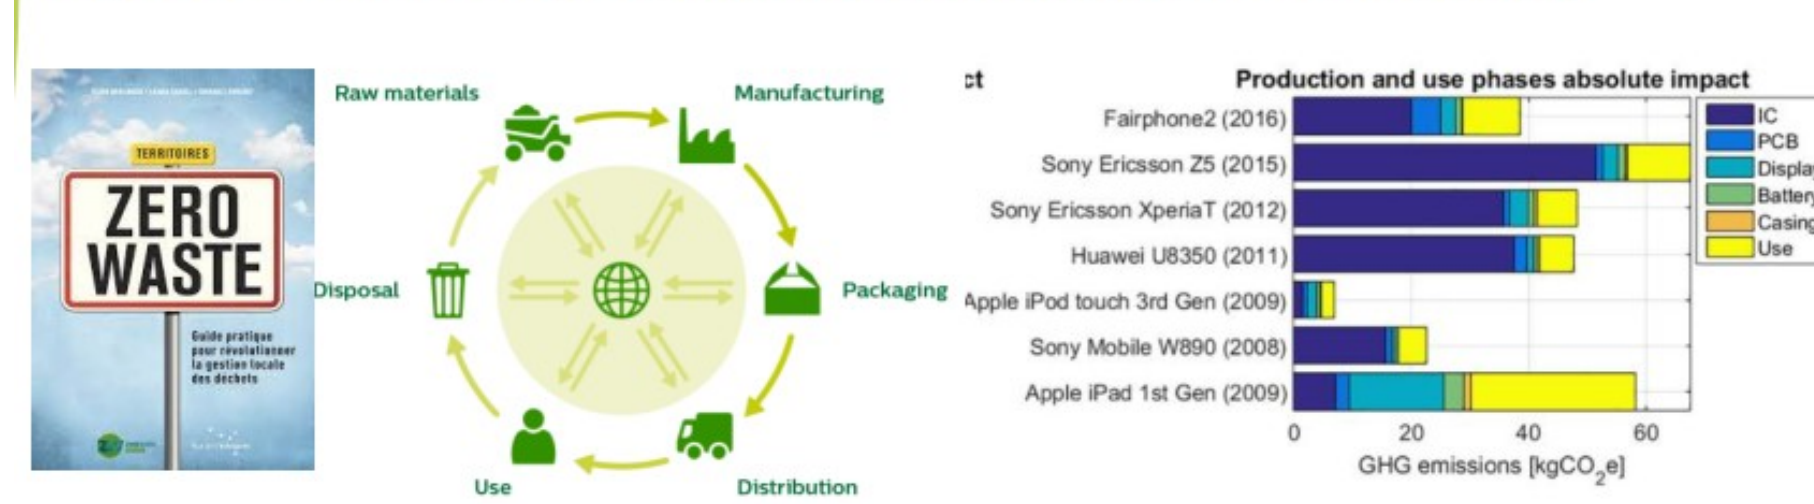 TERRITOIRES
ZERO
WASTE
Guide pratique
pour révolutionner
la gestion locale
des déchets
Raw materials
Manufacturing
Packaging
Distribution
Use
Disposal
ct
Production and use phases absolute impact
Fairphone2 (2016)
Sony Ericsson Z5 (2015)
Sony Ericsson XperiaT (2012)
Huawei U8350 (2011)
Apple iPod touch 3rd Gen (2009)
Sony Mobile W890 (2008)
Apple iPad 1st Gen (2009)
0 20 40 60
GHG emissions [kgCO2e]
IC
PCB
Display
Battery
Casing
Use